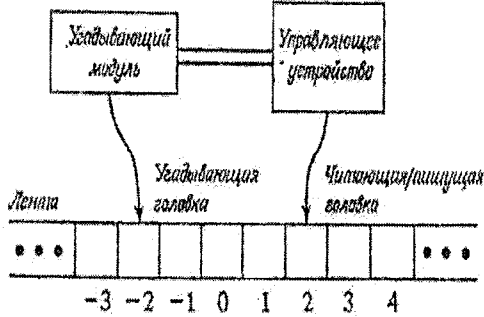 Угадывающий
модуль
Управляющее
устройство
Угадывающая
головка
Читающая/пишущая
головка
Лента
-3 -2 -1 0 1 2 3 4